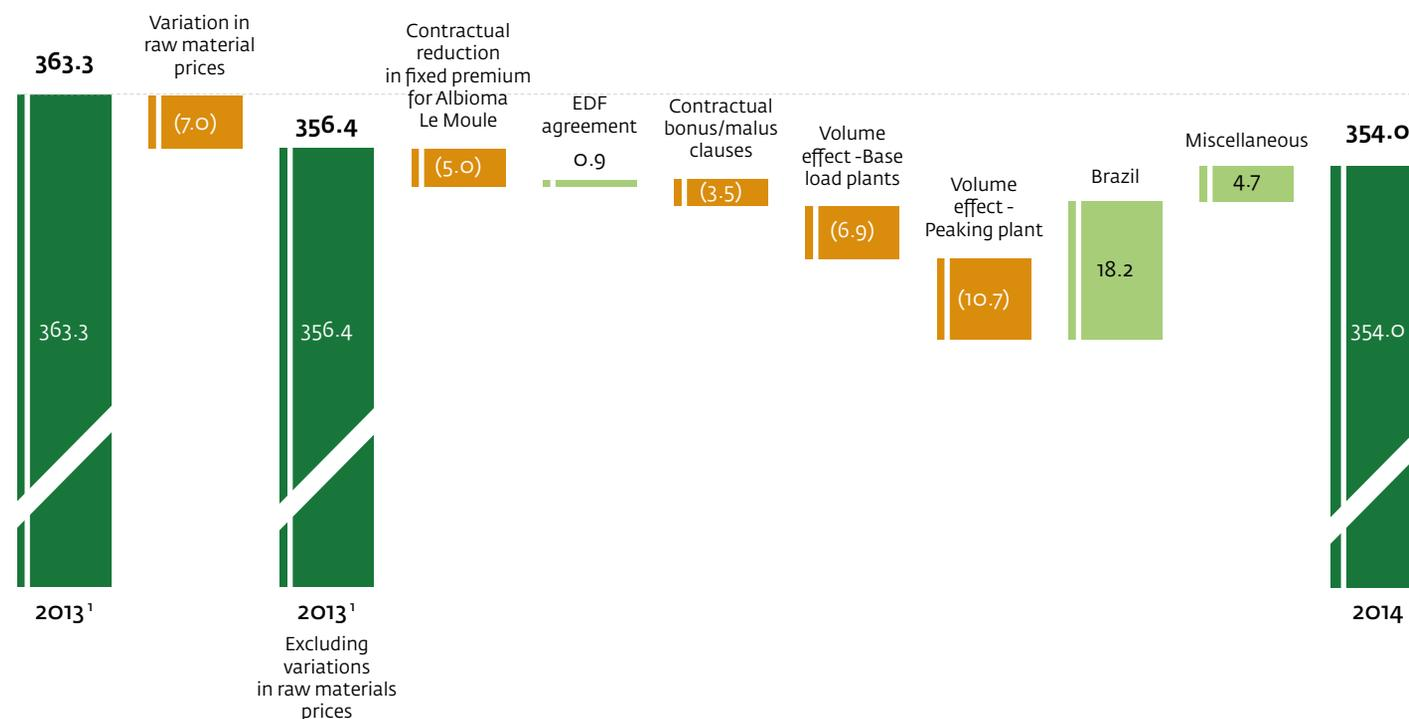 363.3
363.3
2013¹
Variation in
raw material
prices
(7.0)
356.4
356.4
2013¹
Excluding
variations
in raw materials
prices
Contractual
reduction
in fixed premium
for Albioma
Le Moule
(5.0)
EDF
agreement
0.9
Contractual
bonus/malus
clauses
(3.5)
Volume
effect -Base
load plants
(6.9)
Volume
effect -
Peaking plant
(10.7)
Brazil
18.2
Miscellaneous
4.7
354.0
354.0
2014